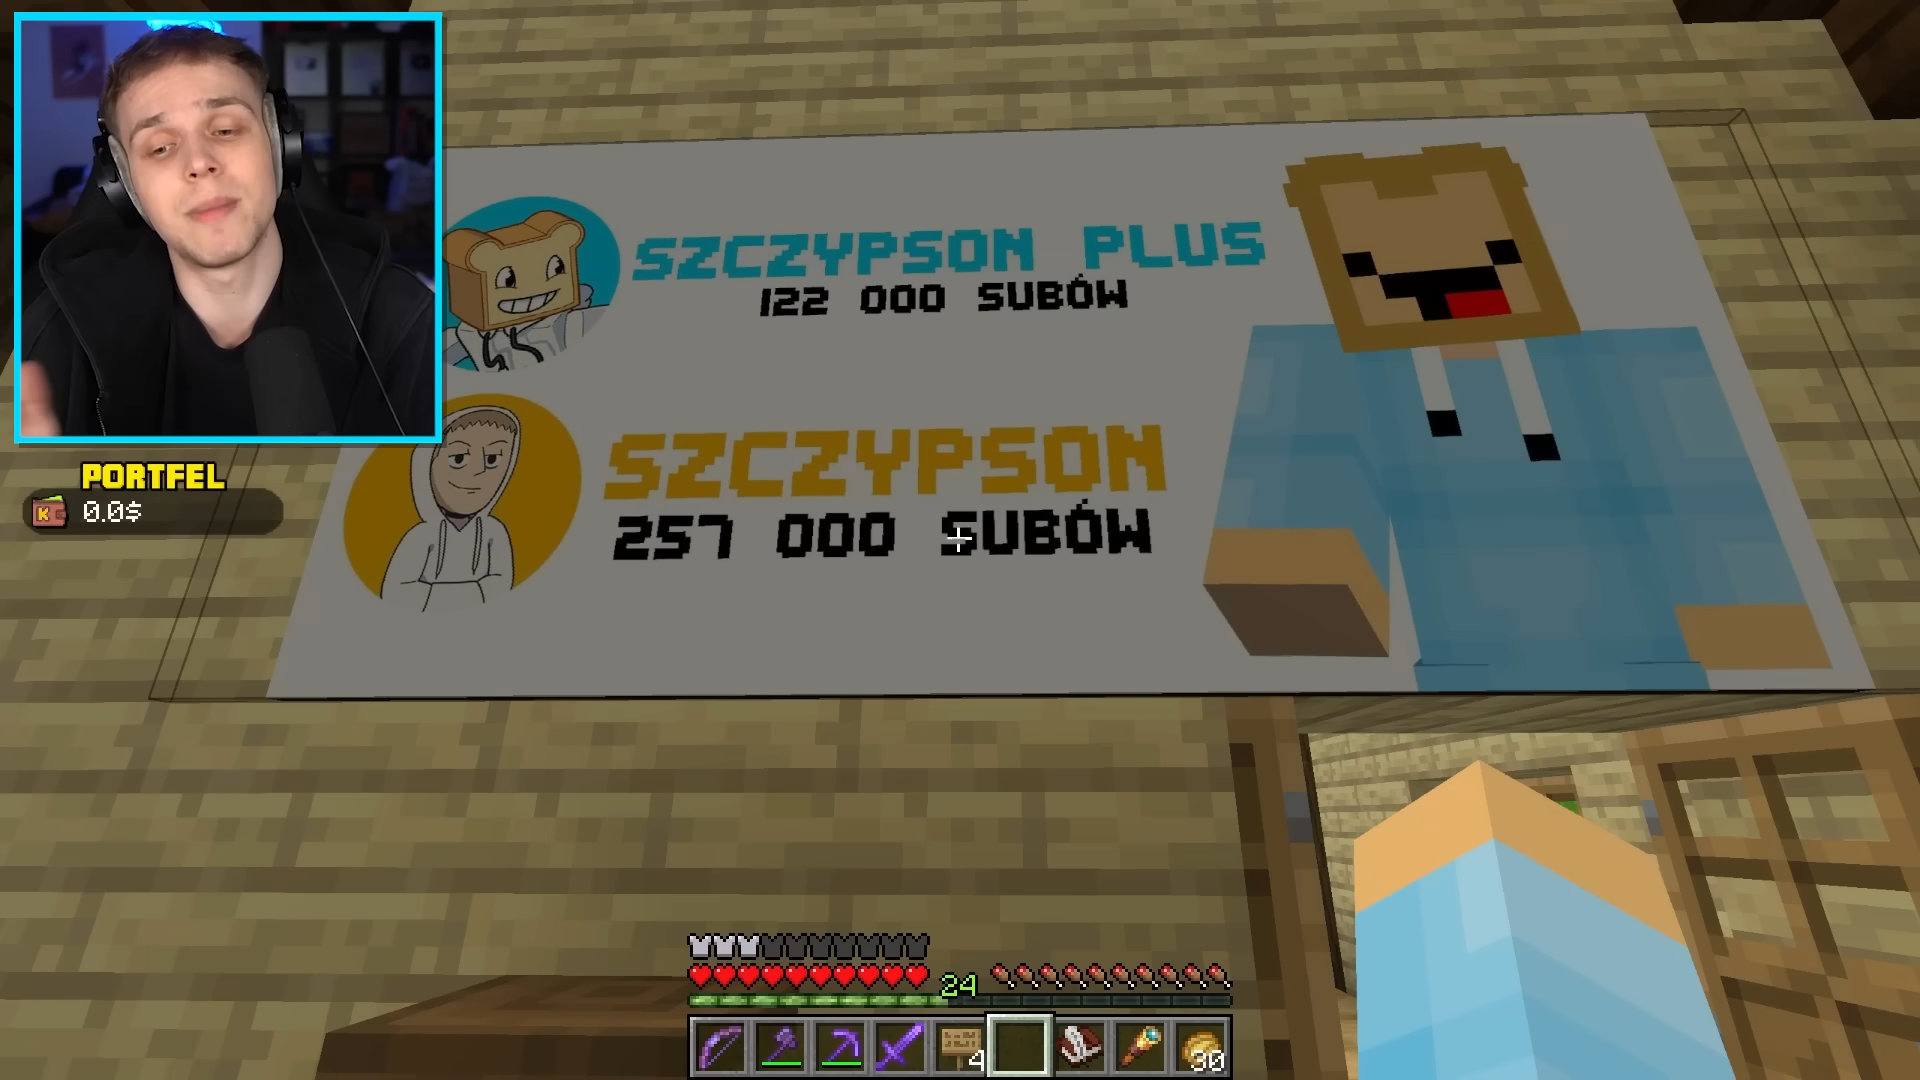 SZCZYPSON PLUS
122 000 SUBÓW
SZCZYPSON
257 000 SUBÓW
PORTFEL
K
0.0$
24
4
30